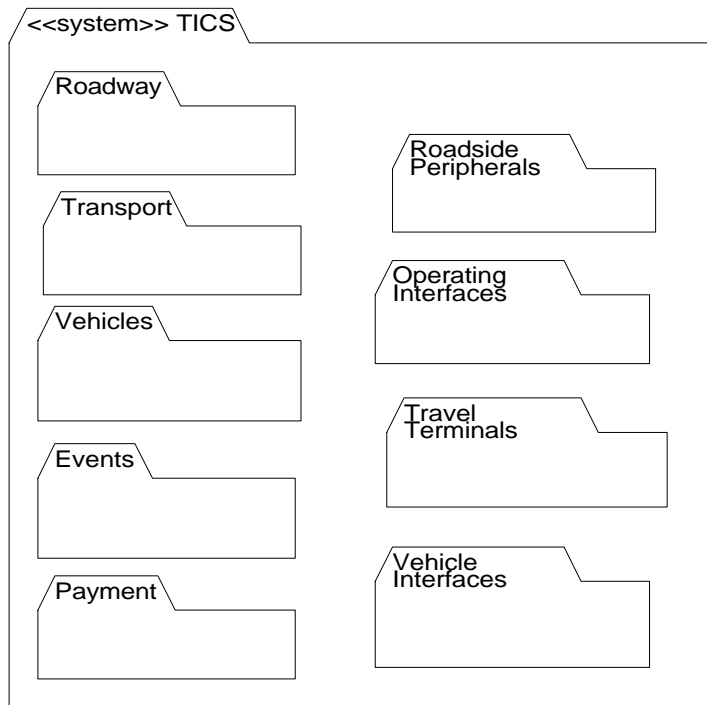 <<system>> TICS
Roadway
Transport
Vehicles
Events
Payment
Roadside
Peripherals
Operating
Interfaces
Travel
Terminals
Vehicle
Interfaces